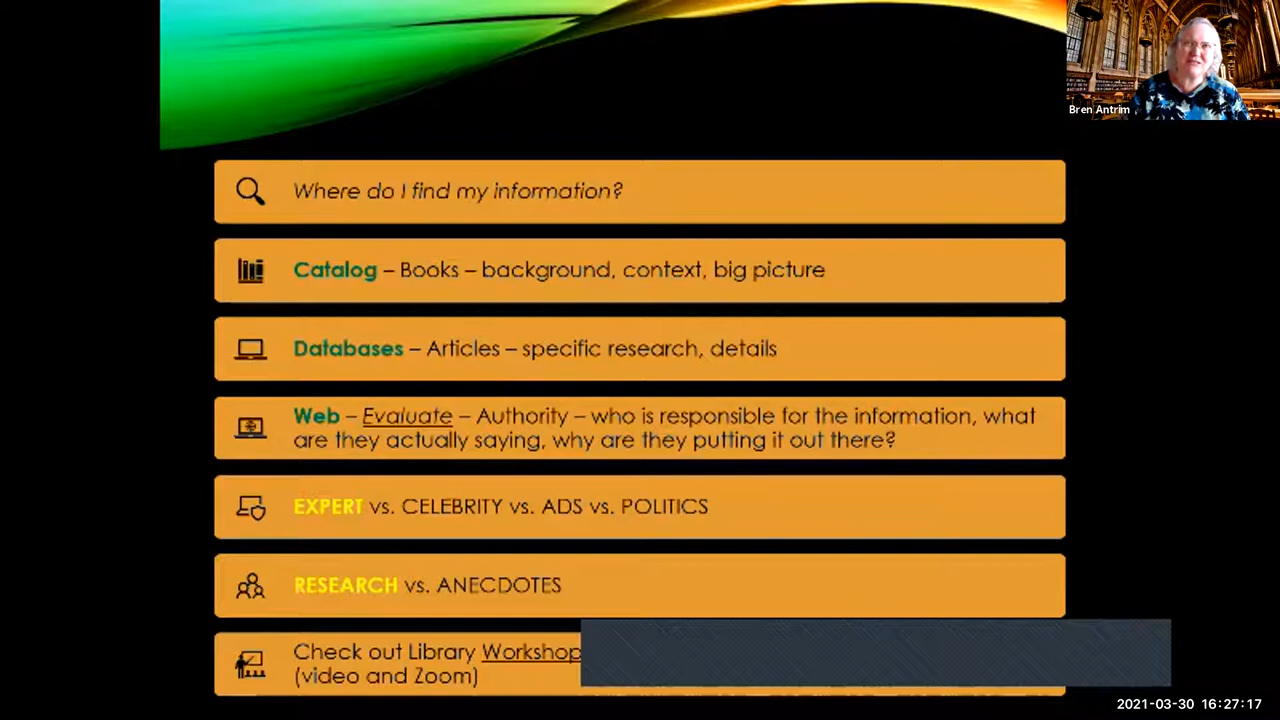 Bren Antrim
Where do I find my information?
Catalog – Books – background, context, big picture
Databases – Articles – specific research, details
Web – Evaluate – Authority – who is responsible for the information, what
are they actually saying, why are they putting it out there?
EXPERT vs. CELEBRITY vs. ADS vs. POLITICS
RESEARCH vs. ANECDOTES
Check out Library Workshop
(video and Zoom)
2021-03-30 16:27:17